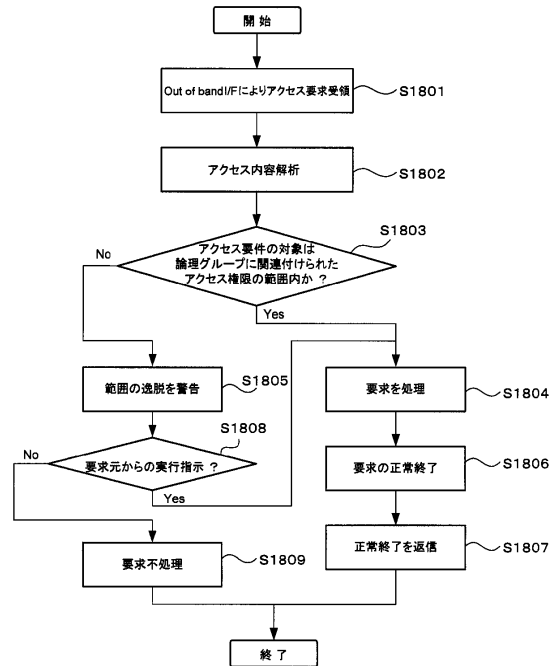 開始
Out of bandI/Fによりアクセス要求受領
S1801
アクセス内容解析
S1802
アクセス要件の対象は
論理グループに関連付けられた
アクセス権限の範囲内か ?
S1803
No
Yes
範囲の逸脱を警告
S1805
要求を処理
S1804
要求元からの実行指示 ?
S1808
No
Yes
要求の正常終了
S1806
要求不処理
S1809
正常終了を返信
S1807
終了